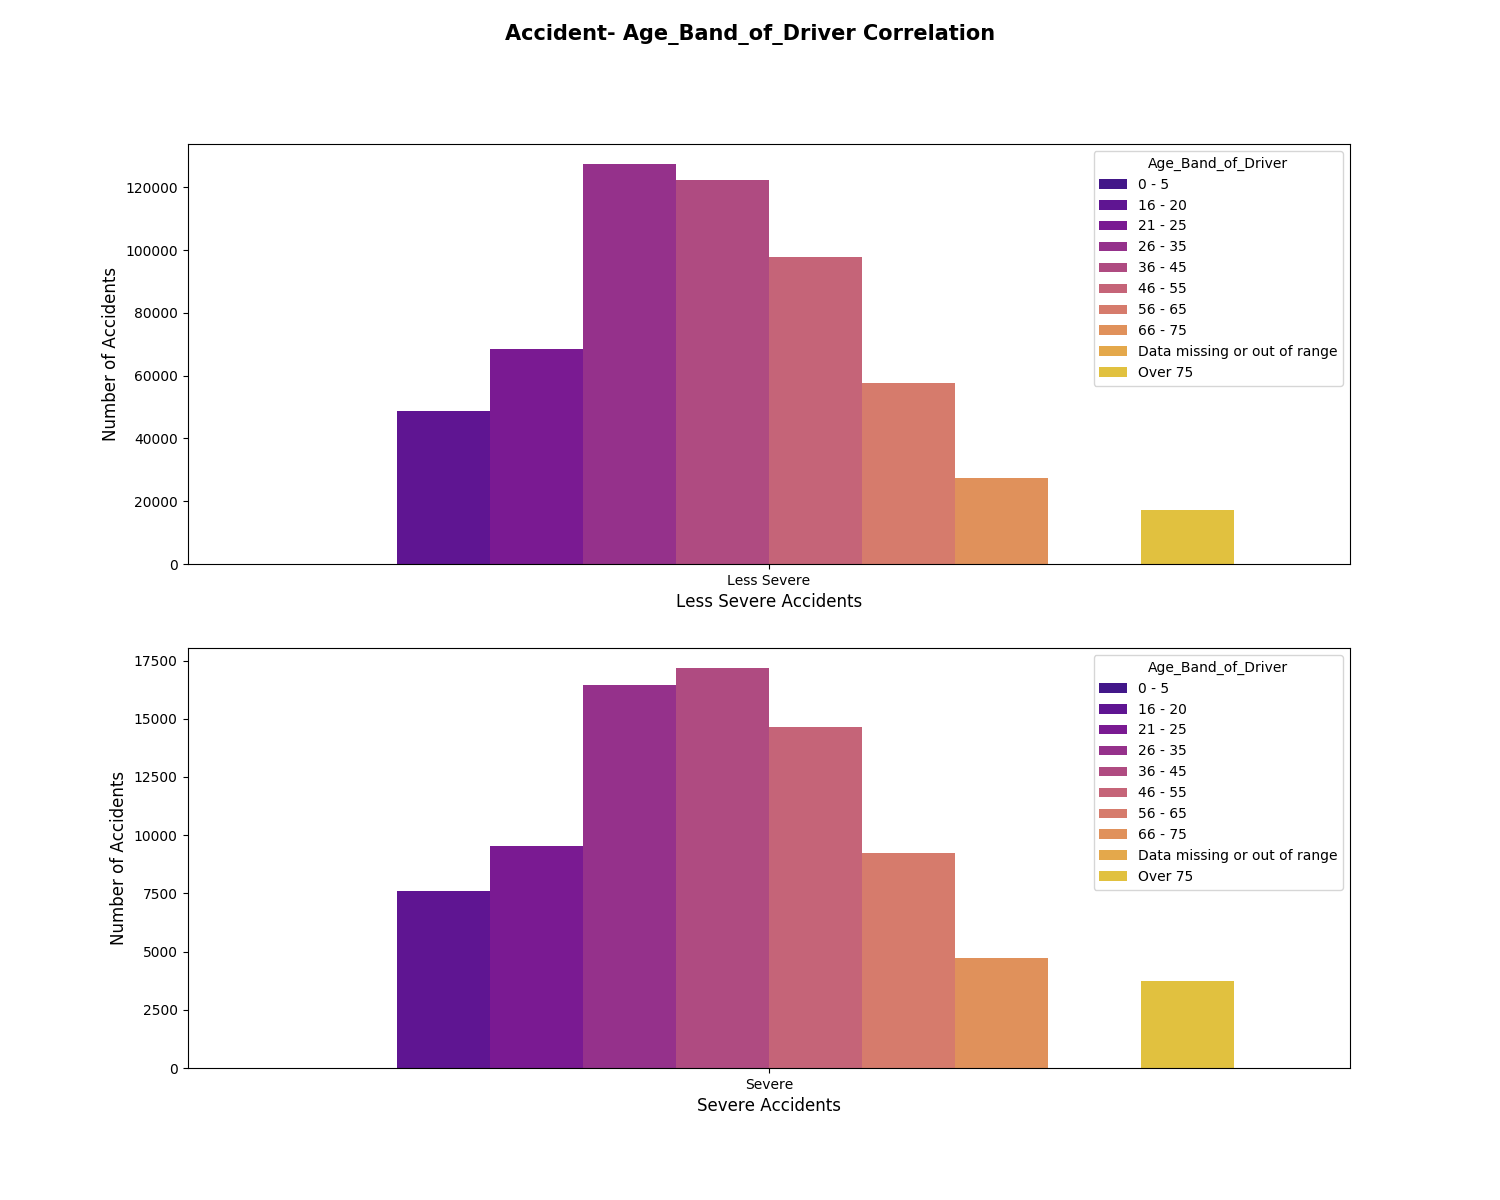 Accident- Age_Band_of_Driver Correlation
Number of Accidents
120000
100000
80000
60000
40000
20000
0
Age_Band_of_Driver
0 - 5
16 - 20
21 - 25
26 - 35
36 - 45
46 - 55
56 - 65
66 - 75
Data missing or out of range
Over 75
Less Severe
Less Severe Accidents
Number of Accidents
17500
15000
12500
10000
7500
5000
2500
0
Age_Band_of_Driver
0 - 5
16 - 20
21 - 25
26 - 35
36 - 45
46 - 55
56 - 65
66 - 75
Data missing or out of range
Over 75
Severe
Severe Accidents